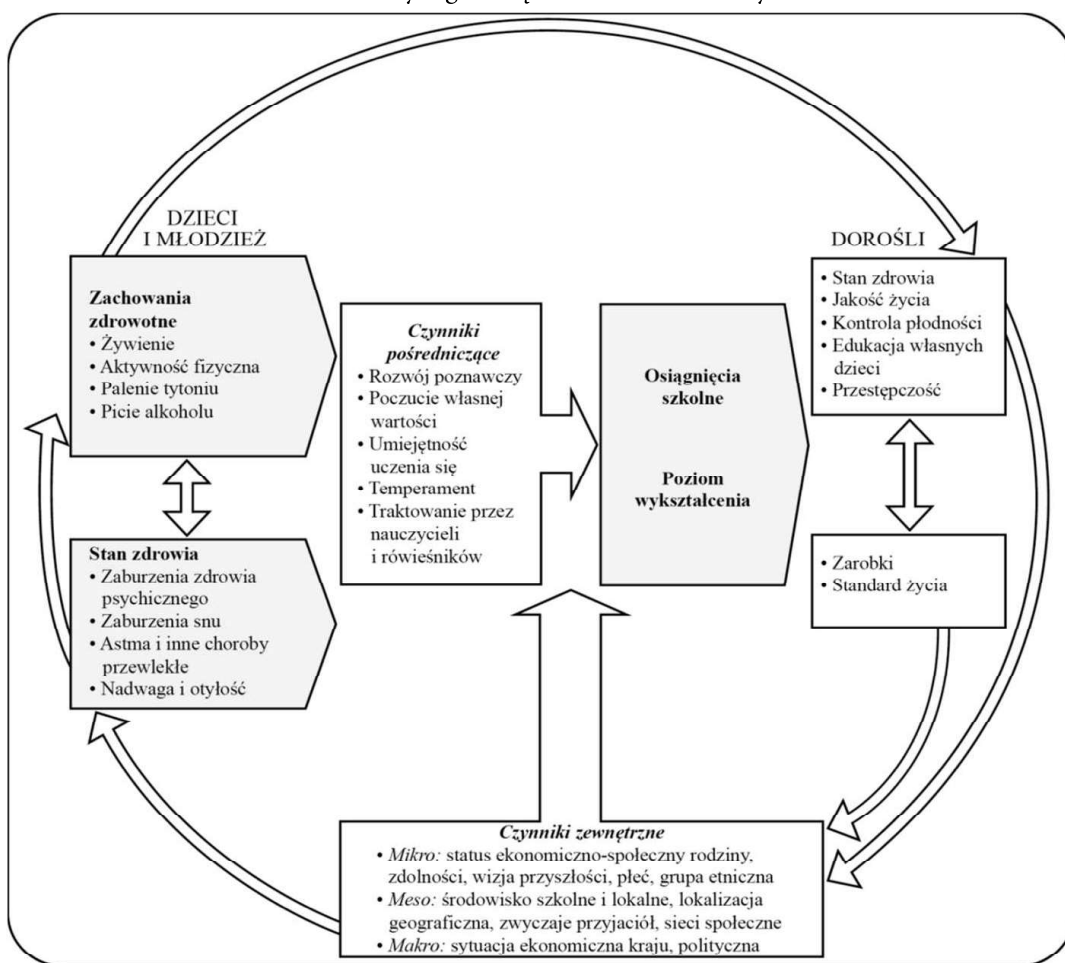 DZIECI
I MŁODZIEŻ
Zachowania
zdrowotne
• Żywienie
• Aktywność fizyczna
• Palenie tytoniu
• Picie alkoholu
Stan zdrowia
• Zaburzenia zdrowia
psychicznego
• Zaburzenia snu
• Astma i inne choroby
przewlekłe
• Nadwaga i otyłość
Czynniki
pośredniczące
• Rozwój poznawczy
• Poczucie własnej
wartości
• Umiejętność
uczenia się
• Temperament
• Traktowanie przez
nauczycieli
i rówieśników
Osiągnięcia
szkolne
Poziom
wykształcenia
DOROŚLI
• Stan zdrowia
• Jakość życia
• Kontrola płodności
• Edukacja własnych
dzieci
• Przestępczość
• Zarobki
• Standard życia
Czynniki zewnętrzne
• Mikro: status ekonomiczno-społeczny rodziny,
zdolności, wizja przyszłości, płeć, grupa etniczna
• Meso: środowisko szkolne i lokalne, lokalizacja
geograficzna, zwyczaje przyjaciół, sieci społeczne
• Makro: sytuacja ekonomiczna kraju, polityczna